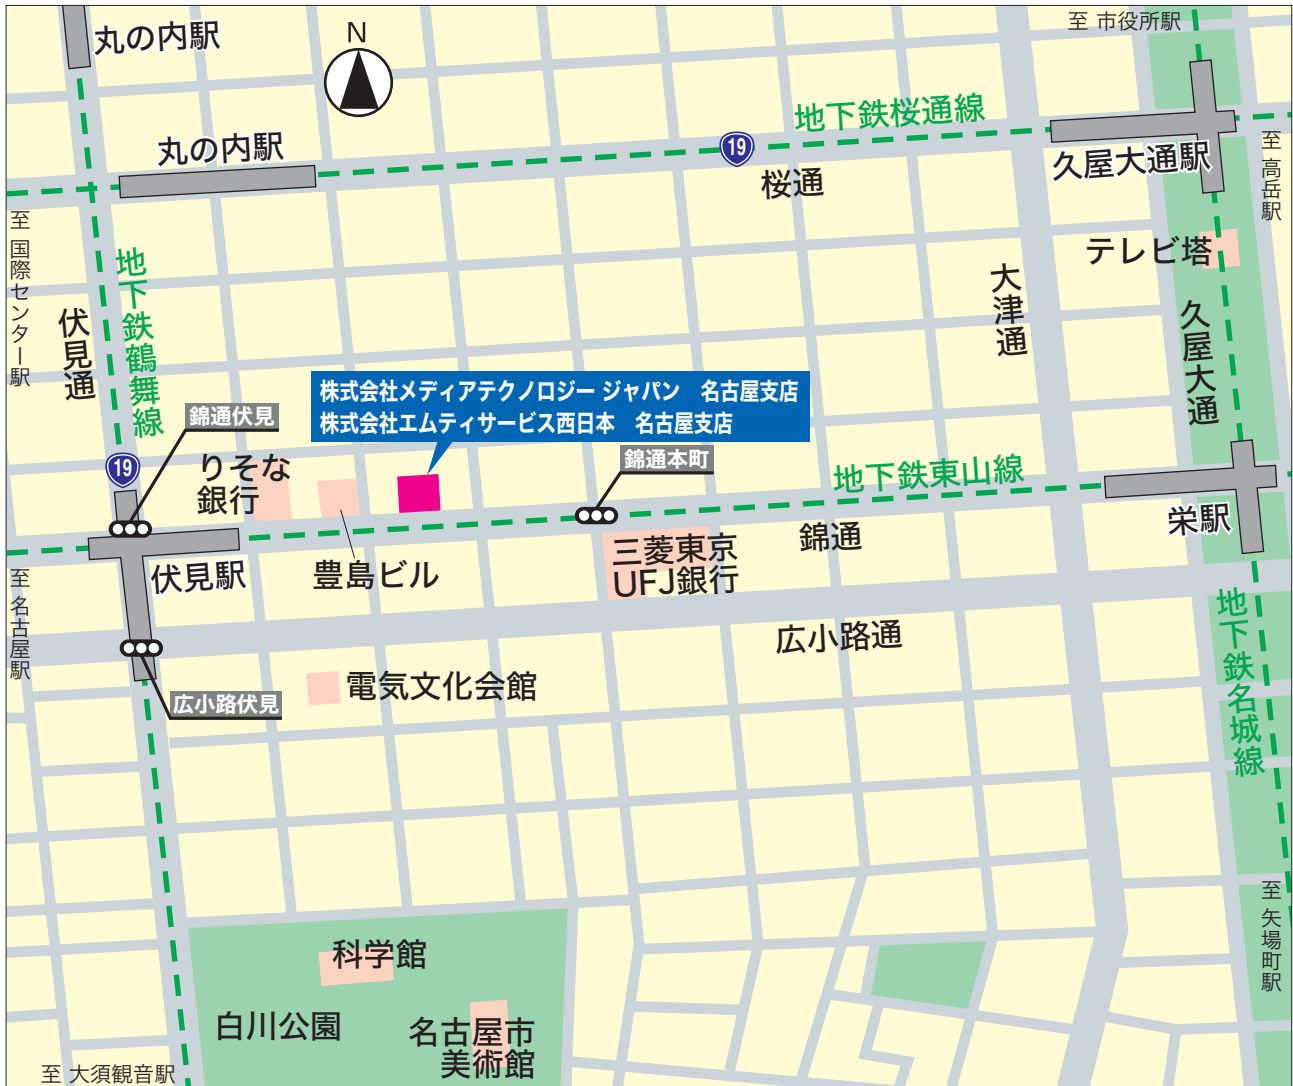 至 市役所駅
丸の内駅
N
地下鉄桜通線
19
丸の内駅
久屋大通駅
至 高岳駅
桜通
至 国際センター駅
地下鉄鶴舞線
テレビ塔
大津通
伏見通
久屋大通
株式会社メディアテクノロジー ジャパン 名古屋支店
株式会社エムティサービス西日本 名古屋支店
錦通伏見
19
りそな
銀行
錦通本町
地下鉄東山線
栄駅
錦通
三菱東京
UFJ銀行
伏見駅
豊島ビル
至 名古屋駅
地下鉄名城線
広小路通
電気文化会館
広小路伏見
至 矢場町駅
科学館
白川公園
名古屋市
美術館
至 大須観音駅